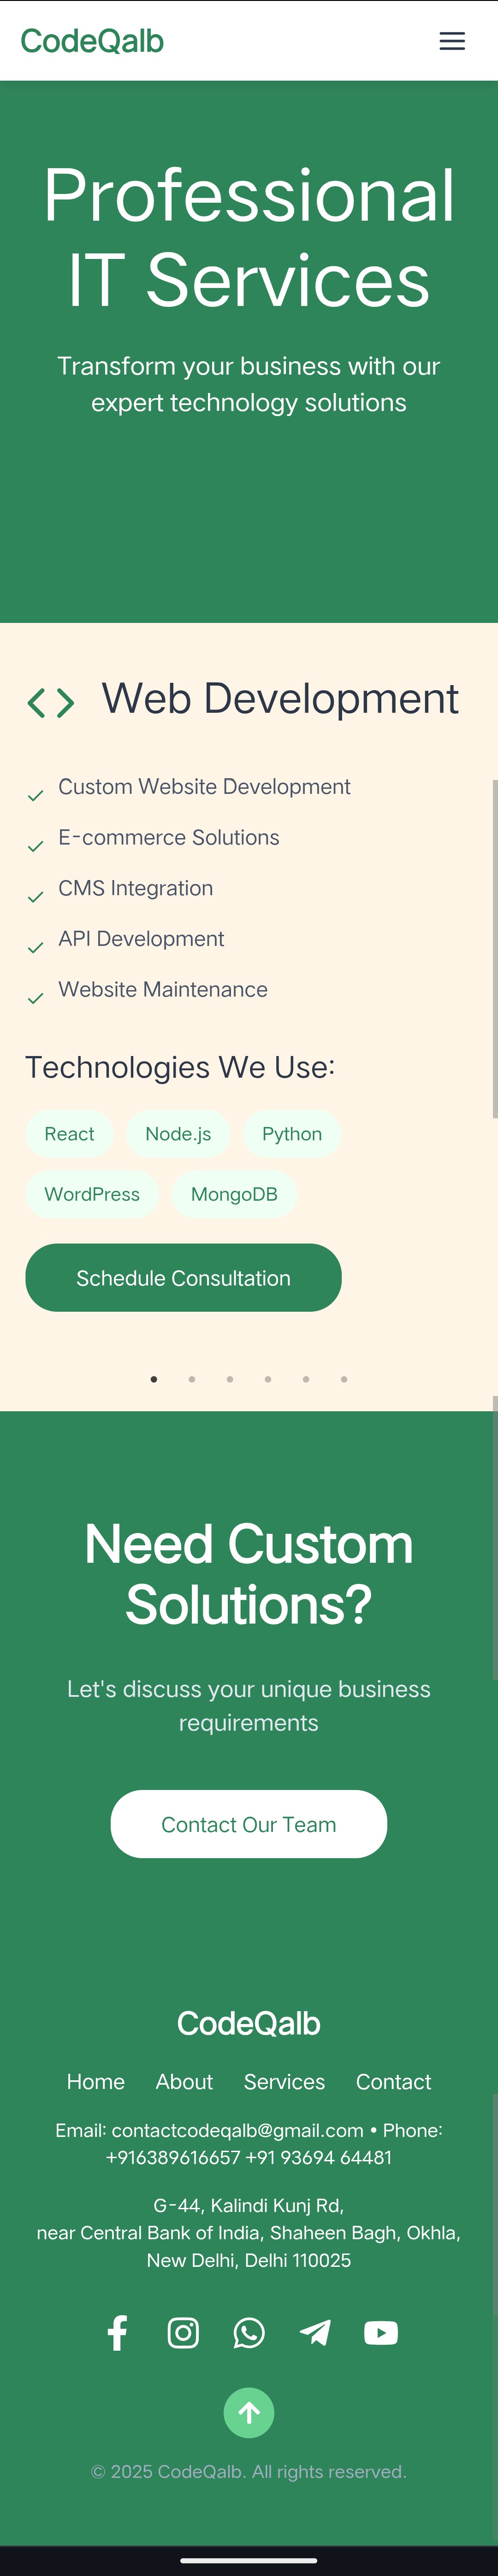 CodeQalb
Professional
IT Services
Transform your business with our
expert technology solutions
Web Development
Custom Website Development
E-commerce Solutions
CMS Integration
API Development
Website Maintenance
Technologies We Use:
React Node.js Python
WordPress MongoDB
Schedule Consultation
Need Custom
Solutions?
Let's discuss your unique business
requirements
Contact Our Team
CodeQalb
Home About Services Contact
Email: contactcodeqalb@gmail.com • Phone:
+916389616657 +91 93694 64481
G-44, Kalindi Kunj Rd,
near Central Bank of India, Shaheen Bagh, Okhla,
New Delhi, Delhi 110025
© 2025 CodeQalb. All rights reserved.